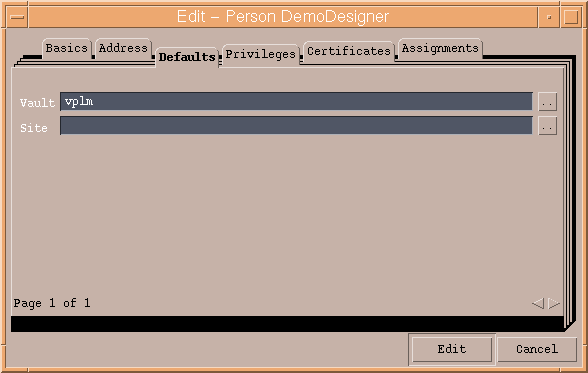 Edit - Person DemoDesigner
Basics Address Defaults Privileges Certificates Assignments
Vault vplm ..
Site ..
Page 1 of 1
Edit Cancel